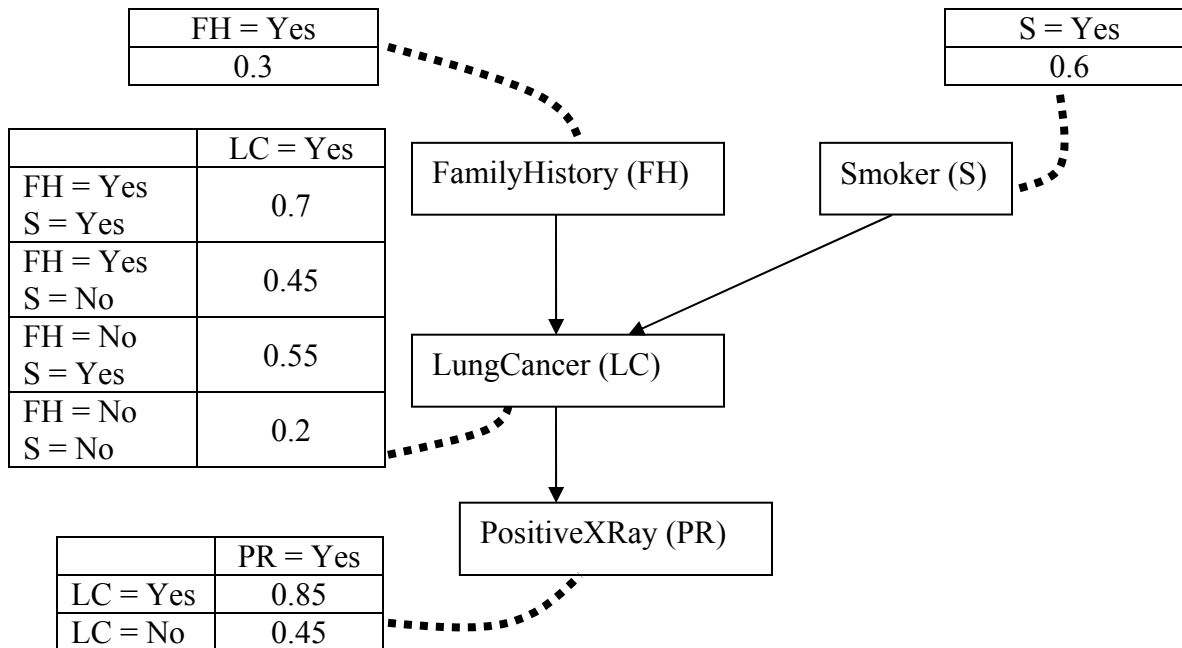 FH = Yes
0.3
S = Yes
0.6
LC = Yes
FH = Yes
S = Yes
0.7
FH = Yes
S = No
0.45
FH = No
S = Yes
0.55
FH = No
S = No
0.2
FamilyHistory (FH)
Smoker (S)
LungCancer (LC)
PositiveXRay (PR)
PR = Yes
LC = Yes 0.85
LC = No 0.45